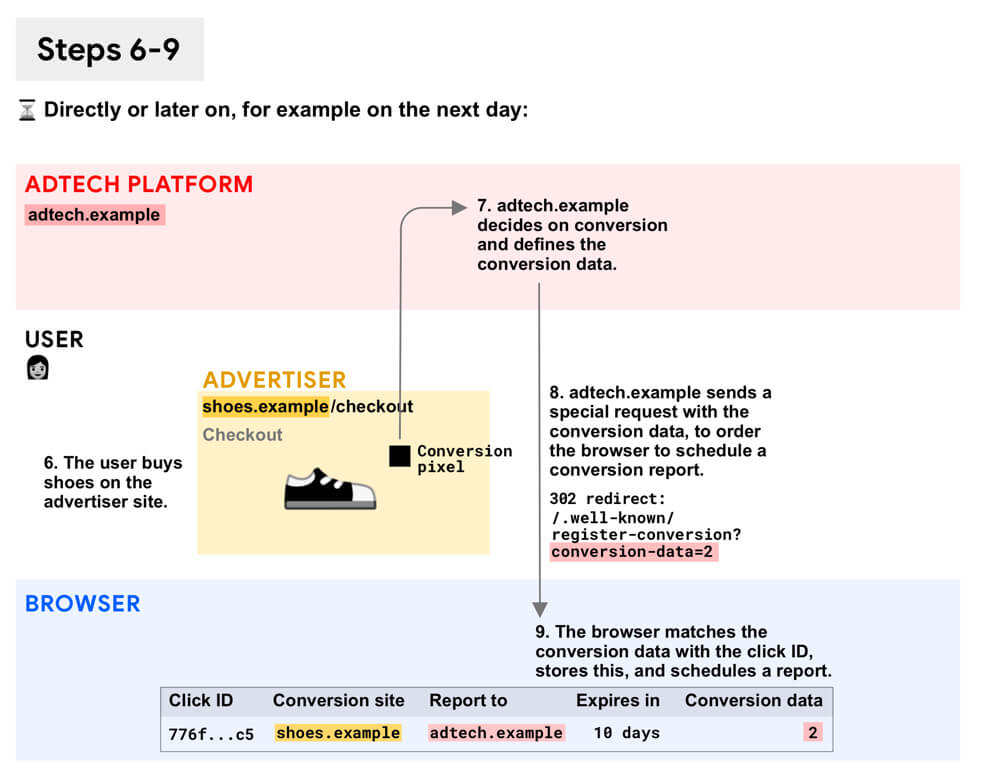 Steps 6-9
Directly or later on, for example on the next day:
ADTECH PLATFORM
adtech.example
7. adtech.example
decides on conversion
and defines the
conversion data.
USER
ADVERTISER
shoes.example/checkout
Checkout
Conversion
pixel
6. The user buys
shoes on the
advertiser site.
8. adtech.example sends a
special request with the
conversion data, to order
the browser to schedule a
conversion report.
302 redirect:
/.well-known/
register-conversion?
conversion-data=2
BROWSER
9. The browser matches the
conversion data with the click ID,
stores this, and schedules a report.
Click ID Conversion site Report to Expires in Conversion data
776f...c5 shoes.example adtech.example 10 days 2